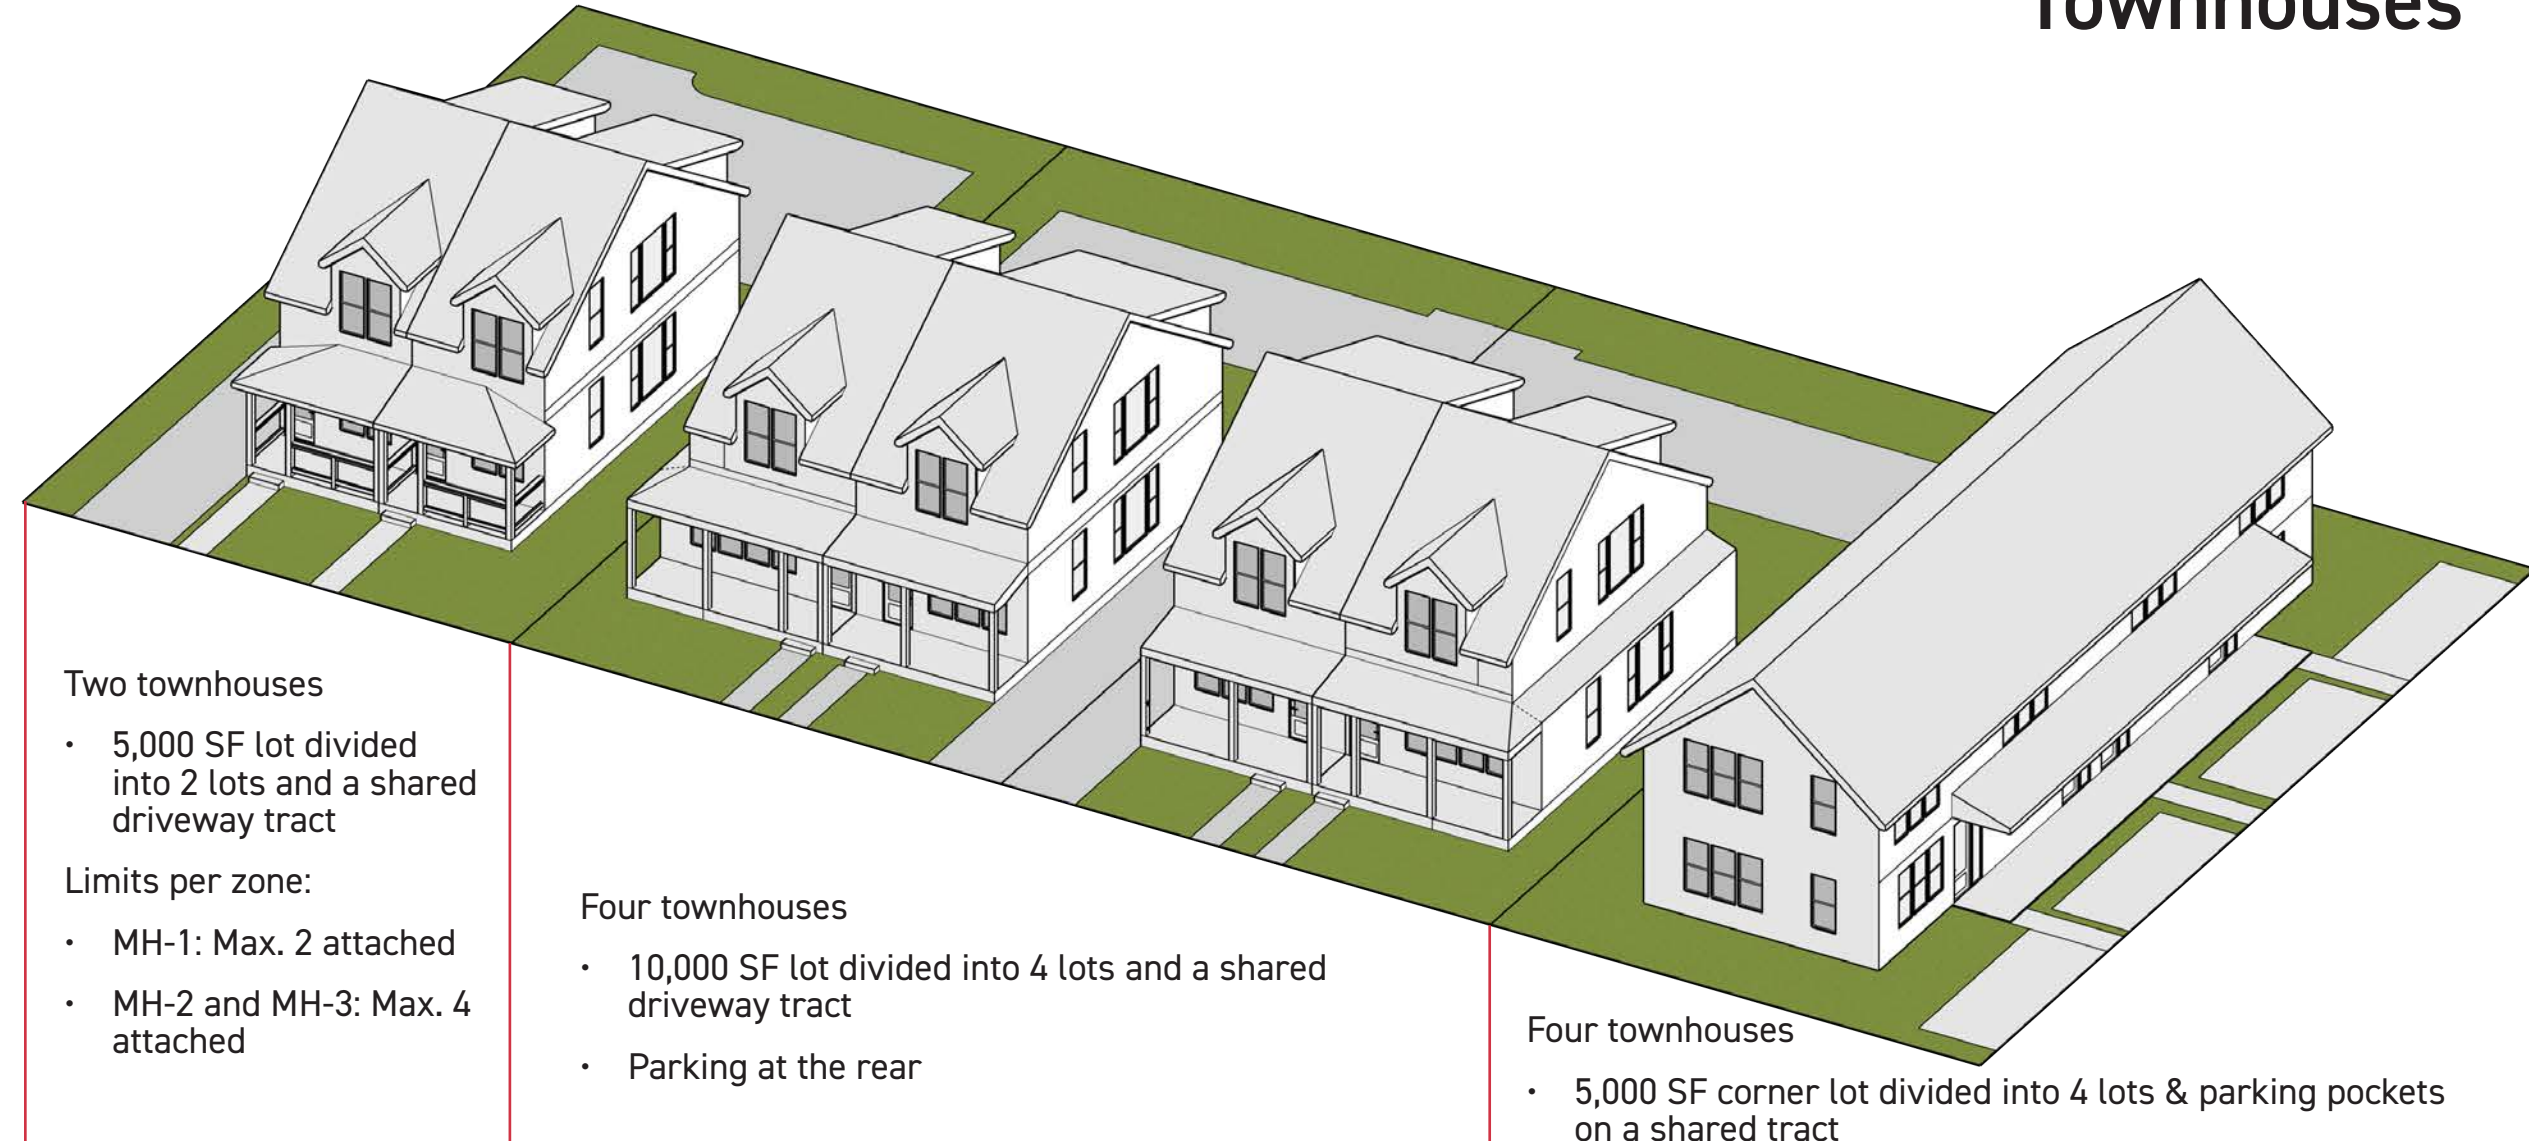 Townhouses
Two townhouses
• 5,000 SF lot divided
into 2 lots and a shared
driveway tract
Limits per zone:
• MH-1: Max. 2 attached
• MH-2 and MH-3: Max. 4
attached
Four townhouses
• 10,000 SF lot divided into 4 lots and a shared
driveway tract
• Parking at the rear
Four townhouses
• 5,000 SF corner lot divided into 4 lots & parking pockets
on a shared tract